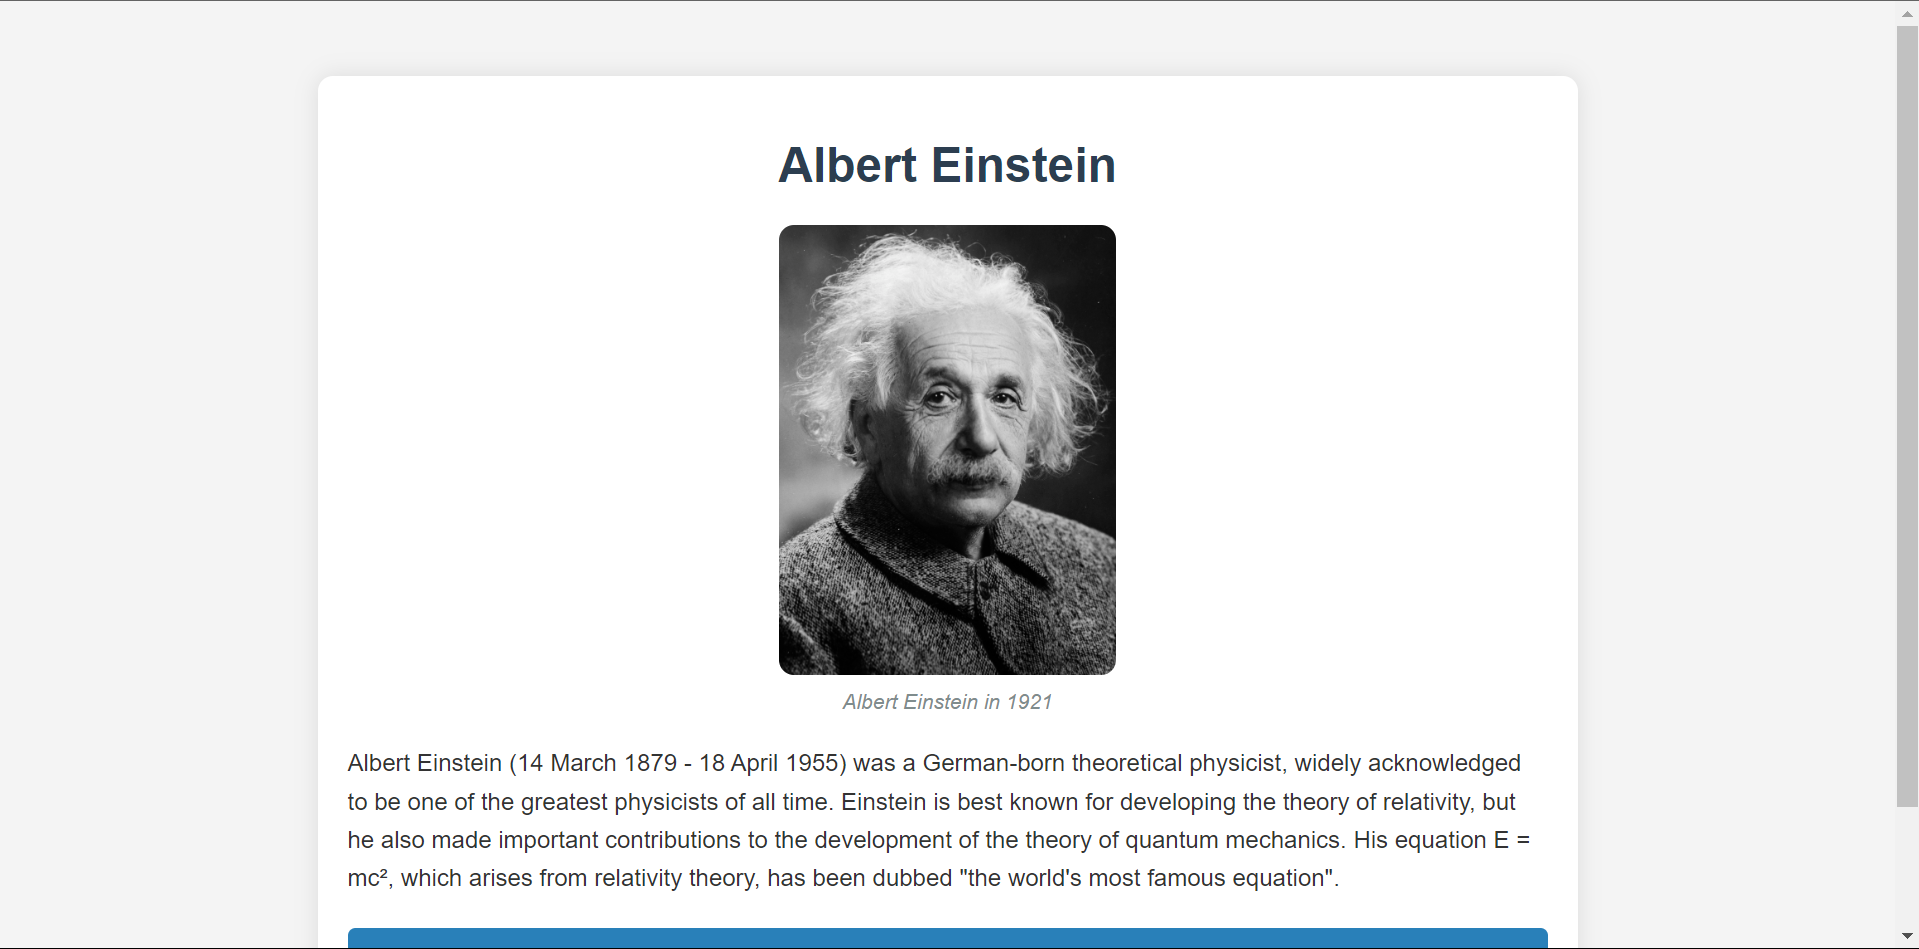 Albert Einstein
Albert Einstein in 1921
Albert Einstein (14 March 1879 - 18 April 1955) was a German-born theoretical physicist, widely acknowledged
to be one of the greatest physicists of all time. Einstein is best known for developing the theory of relativity, but
he also made important contributions to the development of the theory of quantum mechanics. His equation E =
mc², which arises from relativity theory, has been dubbed "the world's most famous equation".